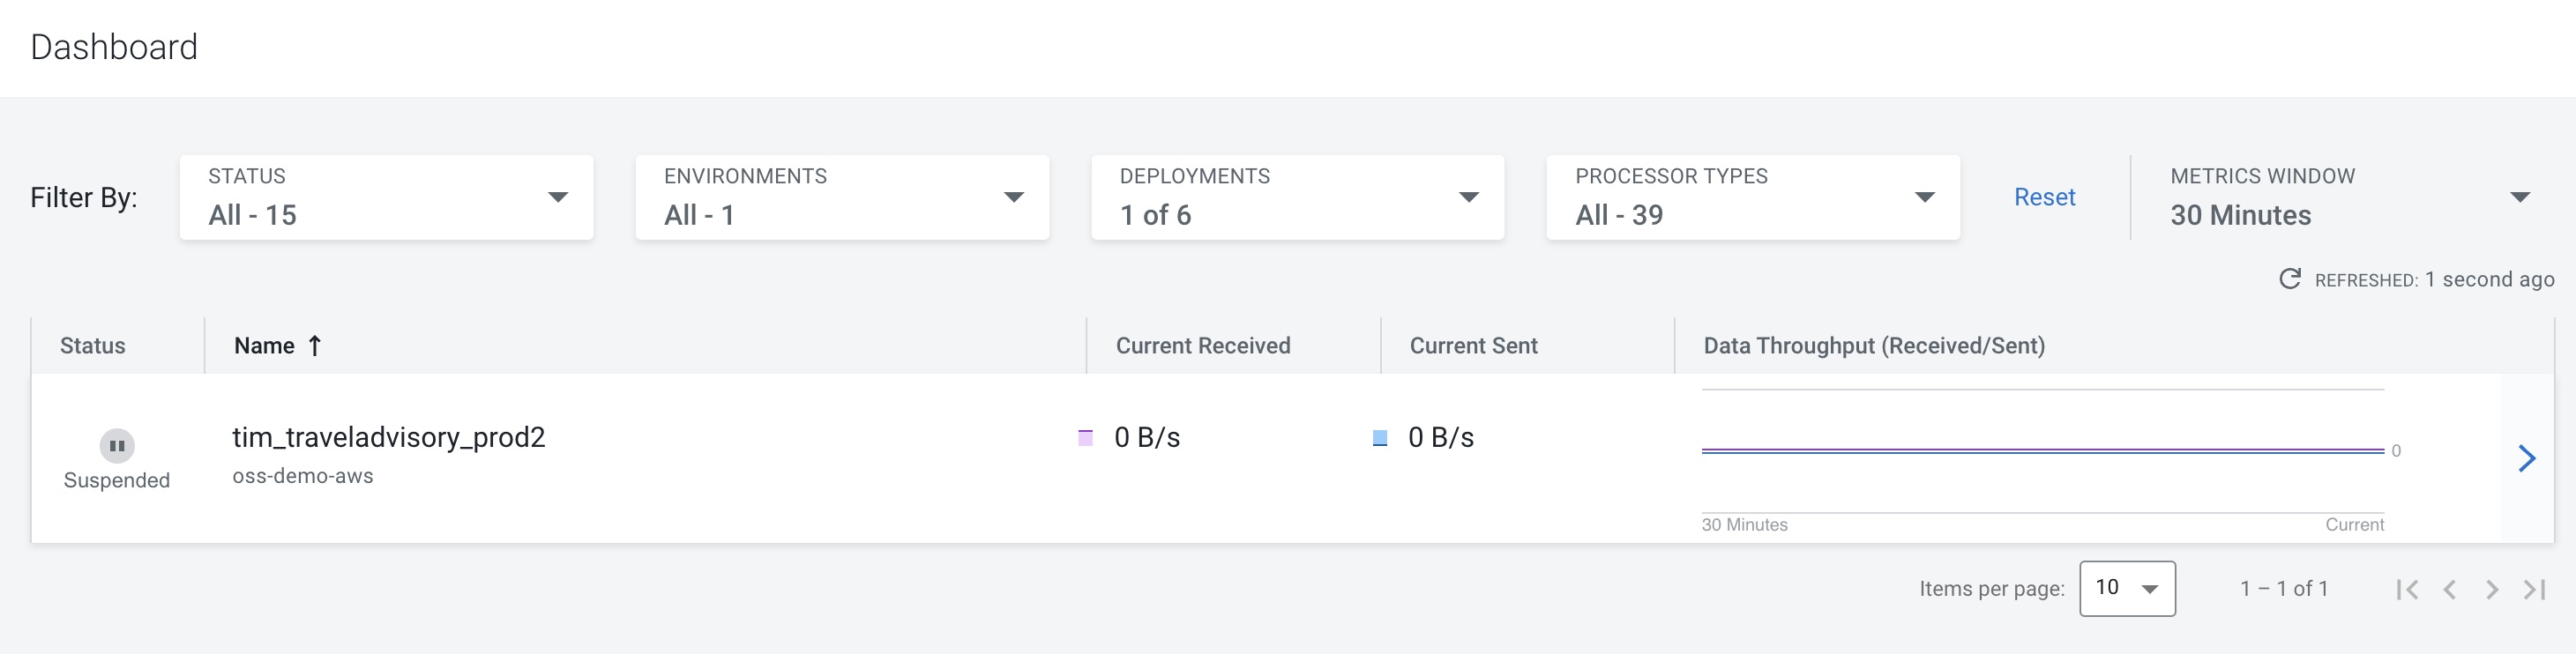 Dashboard
Filter By:
STATUS
All - 15
ENVIRONMENTS
All - 1
DEPLOYMENTS
1 of 6
PROCESSOR TYPES
All - 39
Reset
METRICS WINDOW
30 Minutes
REFRESHED: 1 second ago
Status Name ↑ Current Received Current Sent Data Throughput (Received/Sent)
Suspended
tim_traveladvisory_prod2
oss-demo-aws
0 B/s
0 B/s
0
30 Minutes Current
Items per page: 10 1 – 1 of 1